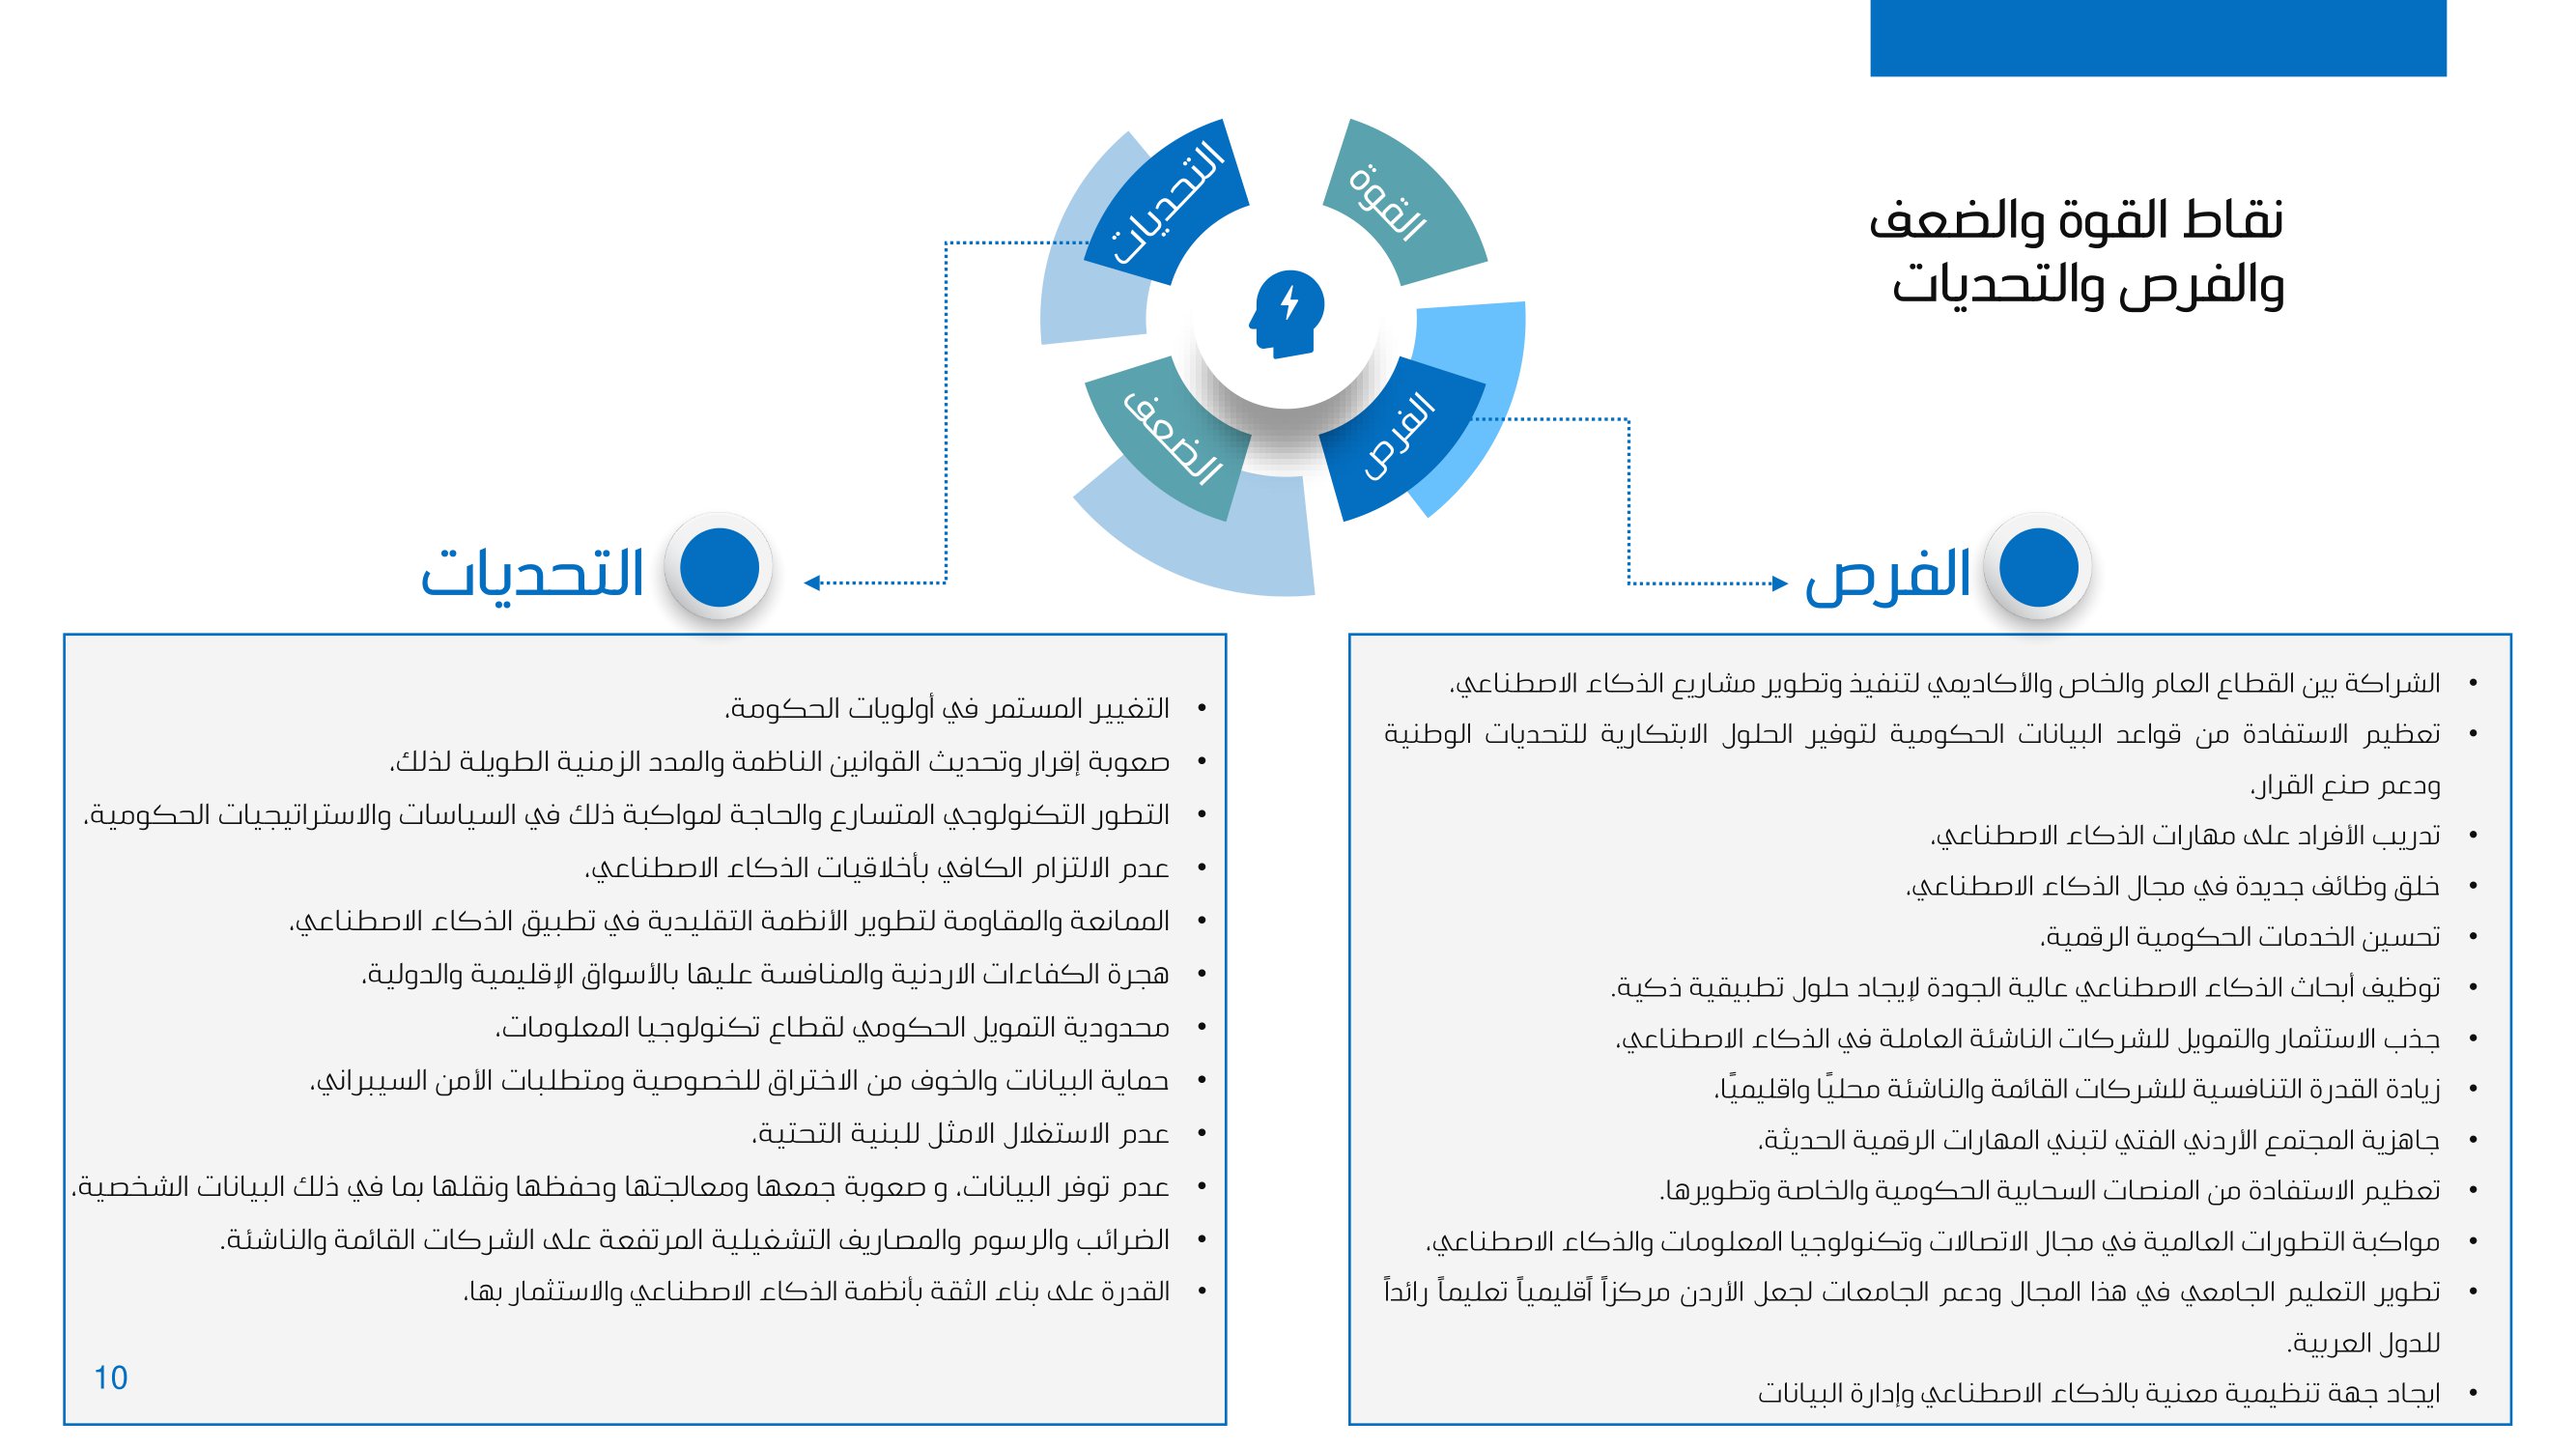 نقاط القوة والضعف
والفرص والتحديات
القوة
التحديات
الفرص
الضعف
الفرص
• الشراكة بين القطاع العام والخاص والأكاديمي لتنفيذ وتطوير مشاريع الذكاء الاصطناعي،
• تعظيم الاستفادة من قواعد البيانات الحكومية لتوفير الحلول الابتكارية للتحديات الوطنية
ودعم صنع القرار،
• تدريب الأفراد على مهارات الذكاء الاصطناعي،
• خلق وظائف جديدة في مجال الذكاء الاصطناعي،
• تحسين الخدمات الحكومية الرقمية،
• توظيف أبحاث الذكاء الاصطناعي عالية الجودة لإيجاد حلول تطبيقية ذكية.
• جذب الاستثمار والتمويل للشركات الناشئة العاملة في الذكاء الاصطناعي،
• زيادة القدرة التنافسية للشركات القائمة والناشئة محليًا واقليميًا،
• جاهزية المجتمع الأردني الفتي لتبني المهارات الرقمية الحديثة،
• تعظيم الاستفادة من المنصات السحابية الحكومية والخاصة وتطويرها.
• مواكبة التطورات العالمية في مجال الاتصالات وتكنولوجيا المعلومات والذكاء الاصطناعي،
• تطوير التعليم الجامعي في هذا المجال ودعم الجامعات لجعل الأردن مركزاً أقليمياً تعليماً رائداً
للدول العربية.
• ايجاد جهة تنظيمية معنية بالذكاء الاصطناعي وإدارة البيانات
التحديات
• التغيير المستمر في أولويات الحكومة،
• صعوبة إقرار وتحديث القوانين الناظمة والمدد الزمنية الطويلة لذلك،
• التطور التكنولوجي المتسارع والحاجة لمواكبة ذلك في السياسات والاستراتيجيات الحكومية،
• عدم الالتزام الكافي بأخلاقيات الذكاء الاصطناعي،
• الممانعة والمقاومة لتطوير الأنظمة التقليدية في تطبيق الذكاء الاصطناعي،
• هجرة الكفاءات الاردنية والمنافسة عليها بالأسواق الإقليمية والدولية،
• محدودية التمويل الحكومي لقطاع تكنولوجيا المعلومات،
• حماية البيانات والخوف من الاختراق للخصوصية ومتطلبات الأمن السيبراني،
• عدم الاستغلال الامثل للبنية التحتية،
• عدم توفر البيانات، و صعوبة جمعها ومعالجتها وحفظها ونقلها بما في ذلك البيانات الشخصية،
• الضرائب والرسوم والمصاريف التشغيلية المرتفعة على الشركات القائمة والناشئة.
• القدرة على بناء الثقة بأنظمة الذكاء الاصطناعي والاستثمار بها،
10